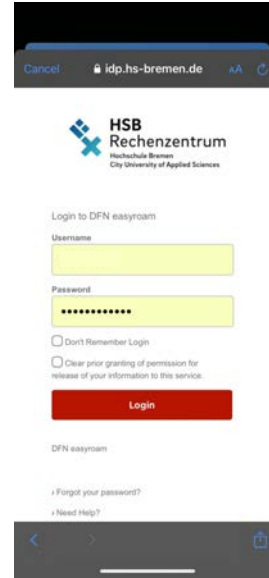 Cancel idp.hs-bremen.de AA
HSB
Rechenzentrum
Hochschule Bremen
City University of Applied Sciences
Login to DFN easyroam
Username
Password
••••••••••••
Don't Remember Login
Clear prior granting of permission for
release of your information to this service.
Login
DFN easyroam
› Forgot your password?
› Need Help?